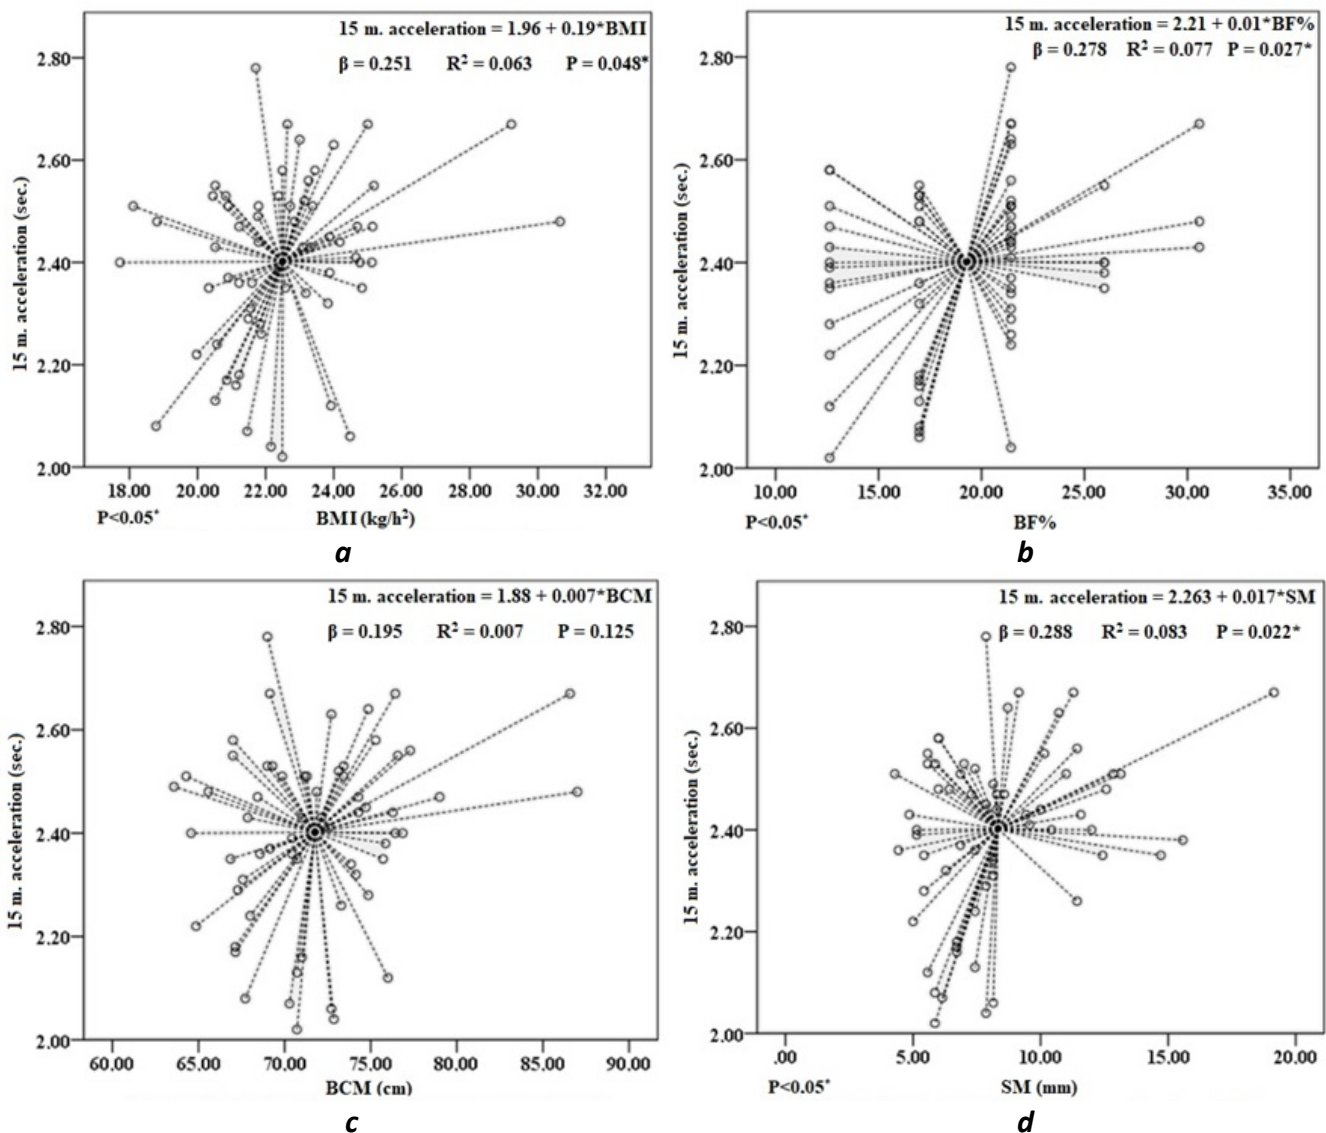 15 m. acceleration = 1.96 + 0.19*BMI
β = 0.251 R² = 0.063 P = 0.048*
2.80
2.60
2.40
2.20
2.00
15 m. acceleration (sec.)
18.00 20.00 22.00 24.00 26.00 28.00 30.00 32.00
P<0.05* BMI (kg/h²)
a
15 m. acceleration = 2.21 + 0.01*BF%
β = 0.278 R² = 0.077 P = 0.027*
2.80
2.60
2.40
2.20
2.00
15 m. acceleration (sec.)
10.00 15.00 20.00 25.00 30.00 35.00
P<0.05* BF%
b
15 m. acceleration = 1.88 + 0.007*BCM
β = 0.195 R² = 0.007 P = 0.125
2.80
2.60
2.40
2.20
2.00
15 m. acceleration (sec.)
60.00 65.00 70.00 75.00 80.00 85.00 90.00
BCM (cm)
c
15 m. acceleration = 2.263 + 0.017*SM
β = 0.288 R² = 0.083 P = 0.022*
2.80
2.60
2.40
2.20
2.00
15 m. acceleration (sec.)
.00 5.00 10.00 15.00 20.00
P<0.05* SM (mm)
d